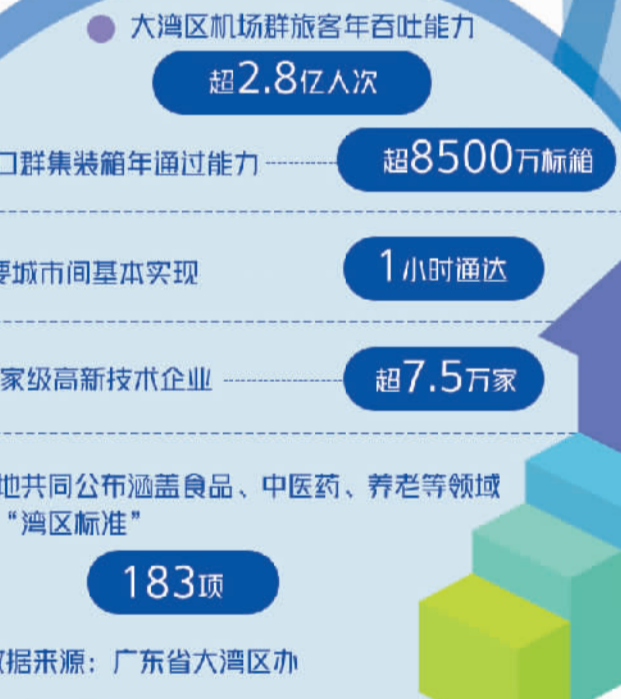 大湾区机场群旅客年吞吐能力
超2.8亿人次
口群集装箱年通过能力
超8500万标箱
要城市间基本实现
1小时通达
家级高新技术企业
超7.5万家
地共同公布涵盖食品、中医药、养老等领域
“湾区标准”
183项
数据来源：广东省大湾区办